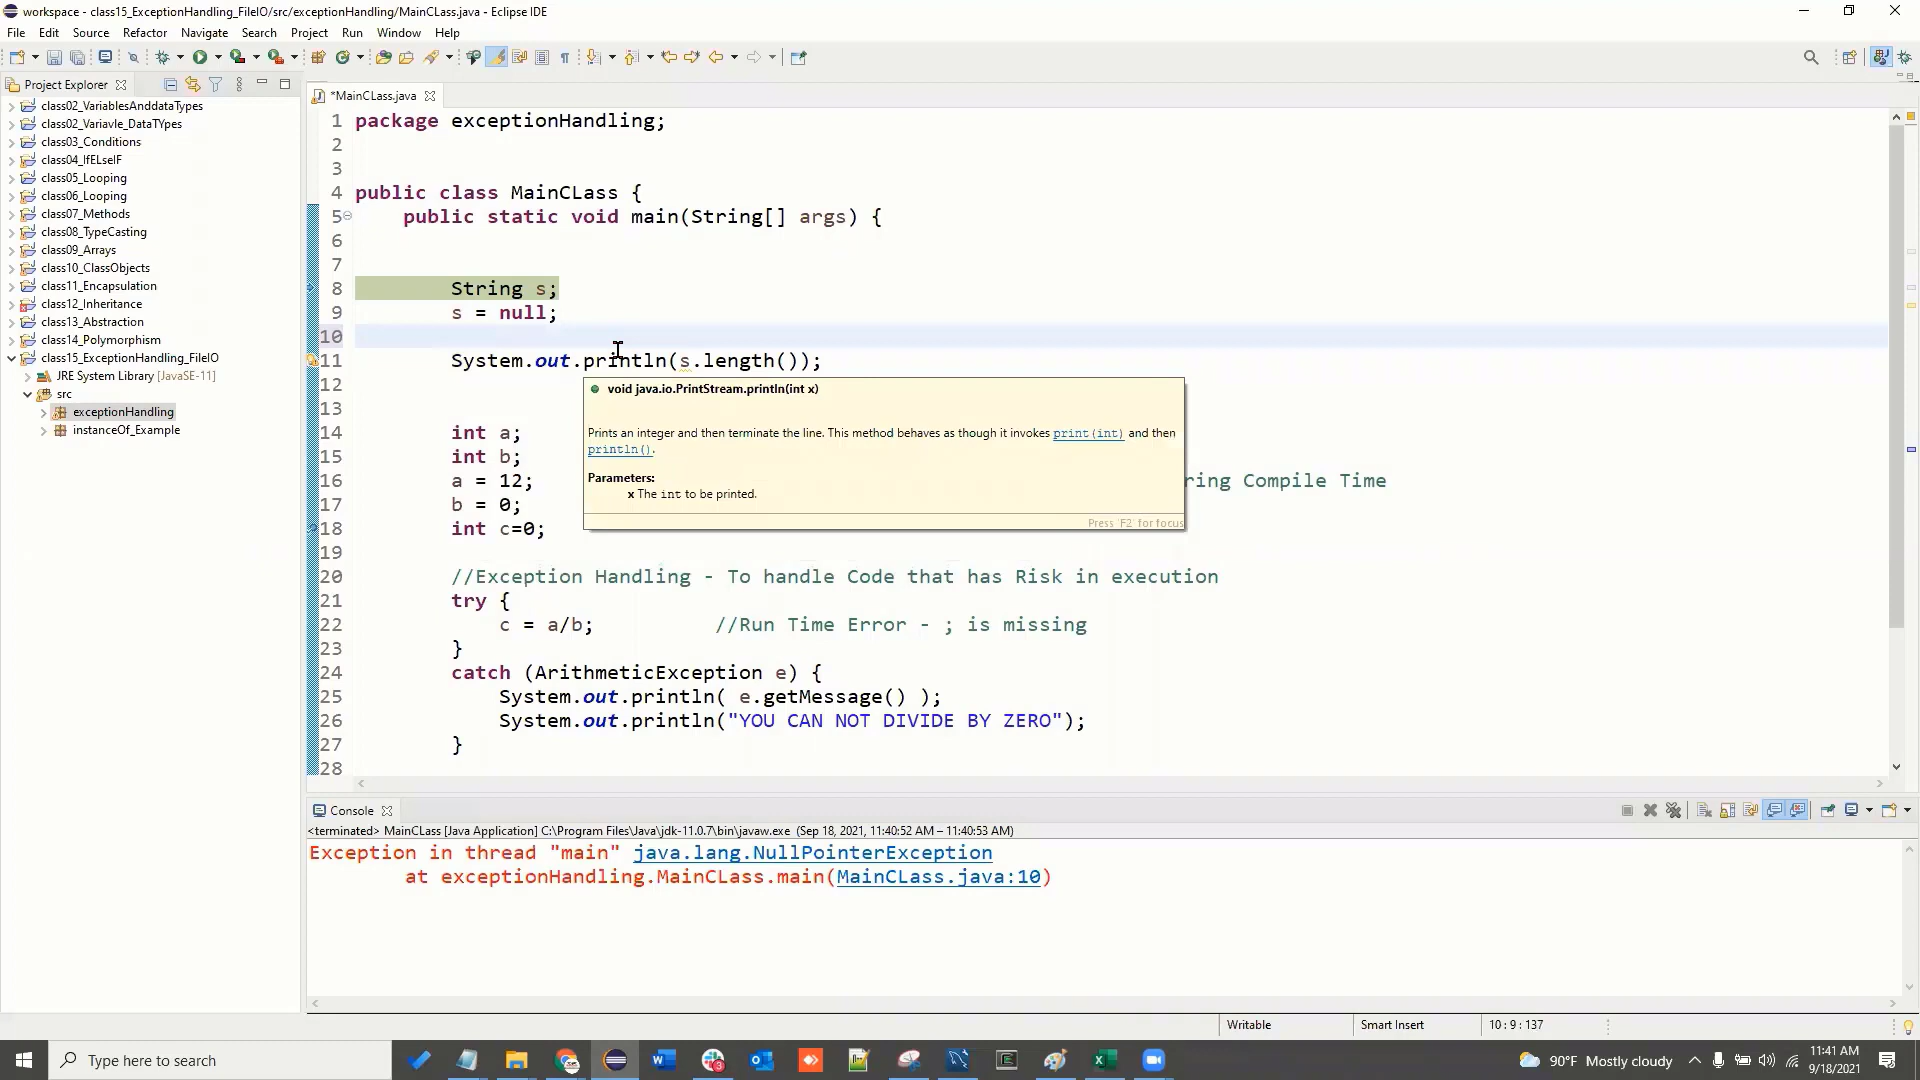 workspace - class15_ExceptionHandling_FileIO/src/exceptionHandling/MainCLass.java - Eclipse IDE
File Edit Source Refactor Navigate Search Project Run Window Help
Project Explorer
class02_VariablesAnddataTypes
class02_Variavle_DataTYpes
class03_Conditions
class04_IfELseIF
class05_Looping
class06_Looping
class07_Methods
class08_TypeCasting
class09_Arrays
class10_ClassObjects
class11_Encapsulation
class12_Inheritance
class13_Abstraction
class14_Polymorphism
class15_ExceptionHandling_FileIO
JRE System Library [JavaSE-11]
src
exceptionHandling
instanceOf_Example
*MainCLass.java
1 package exceptionHandling;
2
3
4 public class MainCLass {
5 public static void main(String[] args) {
6
7
8 String s;
9 s = null;
10
11 System.out.println(s.length());
12
13
14 int a;
15 int b;
16 a = 12; ring Compile Time
17 b = 0;
18 int c=0;
19
20 //Exception Handling - To handle Code that has Risk in execution
21 try {
22 c = a/b; //Run Time Error - ; is missing
23 }
24 catch (ArithmeticException e) {
25 System.out.println( e.getMessage() );
26 System.out.println("YOU CAN NOT DIVIDE BY ZERO");
27 }
28
void java.io.PrintStream.println(int x)
Prints an integer and then terminate the line. This method behaves as though it invokes print(int) and then
println().
Parameters:
x The int to be printed.
Press 'F2' for focus
Console
<terminated> MainCLass [Java Application] C:\Program Files\Java\jdk-11.0.7\bin\javaw.exe (Sep 18, 2021, 11:40:52 AM – 11:40:53 AM)
Exception in thread "main" java.lang.NullPointerException
at exceptionHandling.MainCLass.main(MainCLass.java:10)
Writable Smart Insert 10 : 9 : 137
Type here to search
90°F Mostly cloudy
11:41 AM
9/18/2021